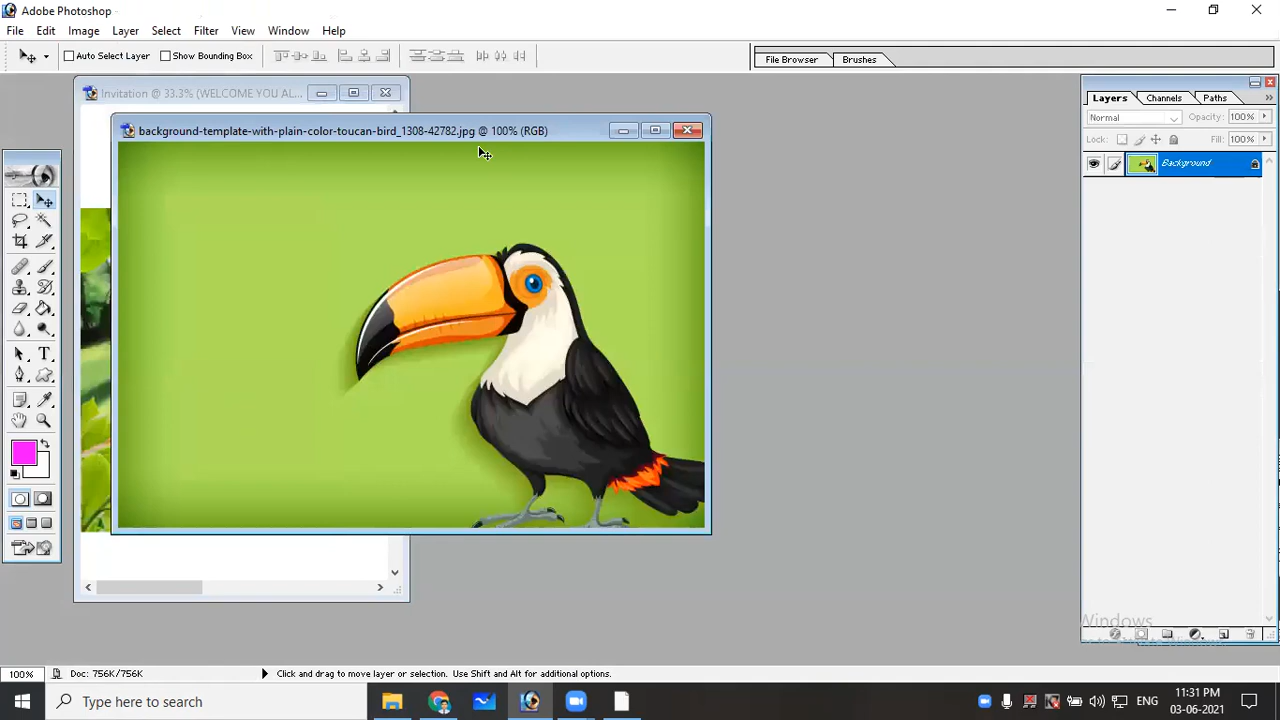 Adobe Photoshop
File Edit Image Layer Select Filter View Window Help
Auto Select Layer Show Bounding Box
File Browser Brushes
Invitation @ 33.3% (WELCOME YOU AL...
background-template-with-plain-color-toucan-bird_1308-42782.jpg @ 100% (RGB)
Layers Channels Paths
Normal Opacity: 100%
Lock: Fill: 100%
Background
T
Windows
100% Doc: 756K/756K Click and drag to move layer or selection. Use Shift and Alt for additional options.
Type here to search
ENG
11:31 PM
03-06-2021